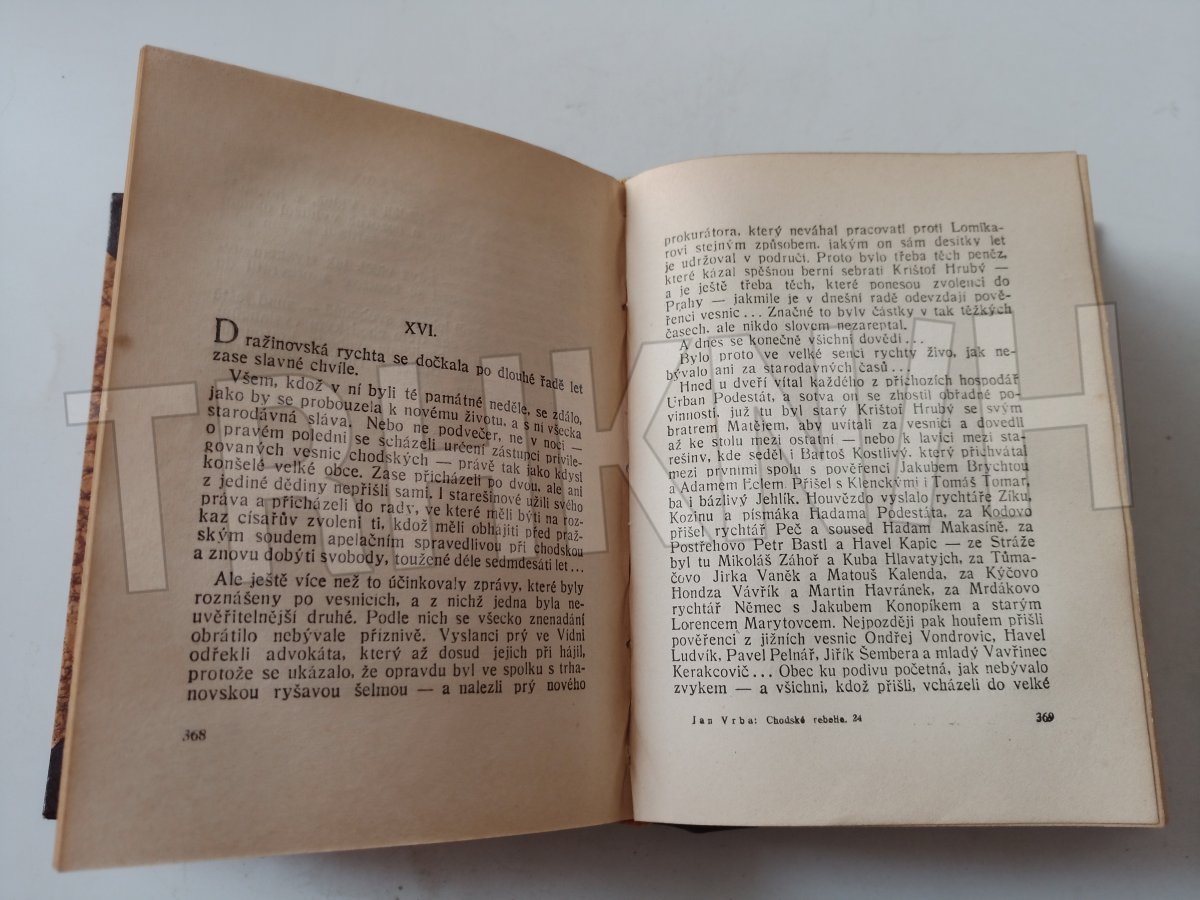 XVI.
Dražinovská rychta se dočkala po dlouhé řadě let
zase slavné chvíle.
Všem, kdož v ní byli té památné neděle, se zdálo,
jako by se probouzela k novému životu, a s ní všecka
starodávná sláva. Nebo ne podvečer, ne v noci —
o pravém polední se scházeli určení zástupci privile-
govaných vesnic chodských — právě tak jako kdysi
konšelé velké obce. Zase přicházeli po dvou, ale ani
z jediné dědiny nepřišli sami. I starešinové užili svého
práva a přicházeli do rady, ve které měli býti na roz-
kaz císařův zvoleni ti, kdož měli obhájiti před praž-
ským soudem apelačním spravedlivou při chodskou
a znovu dobýti svobody, toužené déle sedmdesáti let...
Ale ještě více než to účinkovaly zprávy, které byly
roznášeny po vesnicích, a z nichž jedna byla ne-
uvěřitelnější druhé. Podle nich se všecko znenadání
obrátilo nebývale příznivě. Vyslanci prý ve Vídni
odřekli advokáta, který až dosud jejich při hájil,
protože se ukázalo, že opravdu byl ve spolku s trha-
novskou ryšavou šelmou — a nalezli prý nového
368
prokurátora, který neváhal pracovati proti Lomika-
rovi stejným způsobem, jakým on sám desítky let
je udržoval v područí. Proto bylo třeba těch peněz,
které kázal spěšnou berní sebrati Krištof Hrubý —
a je ještě třeba těch, které ponesou zvolenci do
Prahy — jakmile je v dnešní radě odevzdají pově-
řenci vesnic... Značné to byly částky v tak těžkých
časech, ale nikdo slovem nezareptal.
A dnes se konečně všichni dovědí...
Bylo proto ve velké senci rychty živo, jak ne-
bývalo ani za starodavných časů...
Hned u dveří vítal každého z příchozích hospodář
Urban Podestát, a sotva on se zhostil obřadné po-
vinnosti, již tu byl starý Krištof Hrubý se svým
bratrem Matějem, aby uvítali za vesnici a dovedli
až ke stolu mezi ostatní — nebo k lavici mezi sta-
rešiny, kde seděl i Bartoš Kostlivý, který přichvátal
mezi prvními spolu s pověřenci Jakubem Brychtou
a Adamem Eclem. Přišel s Klenckými i Tomáš Tomar,
ba i bázlivý Jehlík. Houvězdo vyslalo rychtáře Zíku,
Kozinu a písmáka Hadama Podestáta, za Kodovo
přišel rychtář Peč a soused Hadam Makasíně, za
Postřehovo Petr Bastl a Havel Kapic — ze Stráže
byl tu Mikoláš Záhoř a Kuba Hlavatyjch, za Tůma-
čovo Jirka Vaněk a Matouš Kalenda, za Kýčovo
Hondza Vávřík a Martin Havránek, za Mrdákovo
rychtář Němec s Jakubem Konopíkem a starým
Lorencem Marytovcem. Nejpozději pak houfem přišli
pověřenci z jižních vesnic Ondřej Vondrovic, Havel
Ludvík, Pavel Pelnář, Jiřík Šembera a mladý Vavřinec
Kerakcovič... Obec ku podivu početná, jak nebývalo
zvykem — a všichni, kdož přišli, vcházeli do velké
Jan Vrba: Chodské rebelie. 24
369